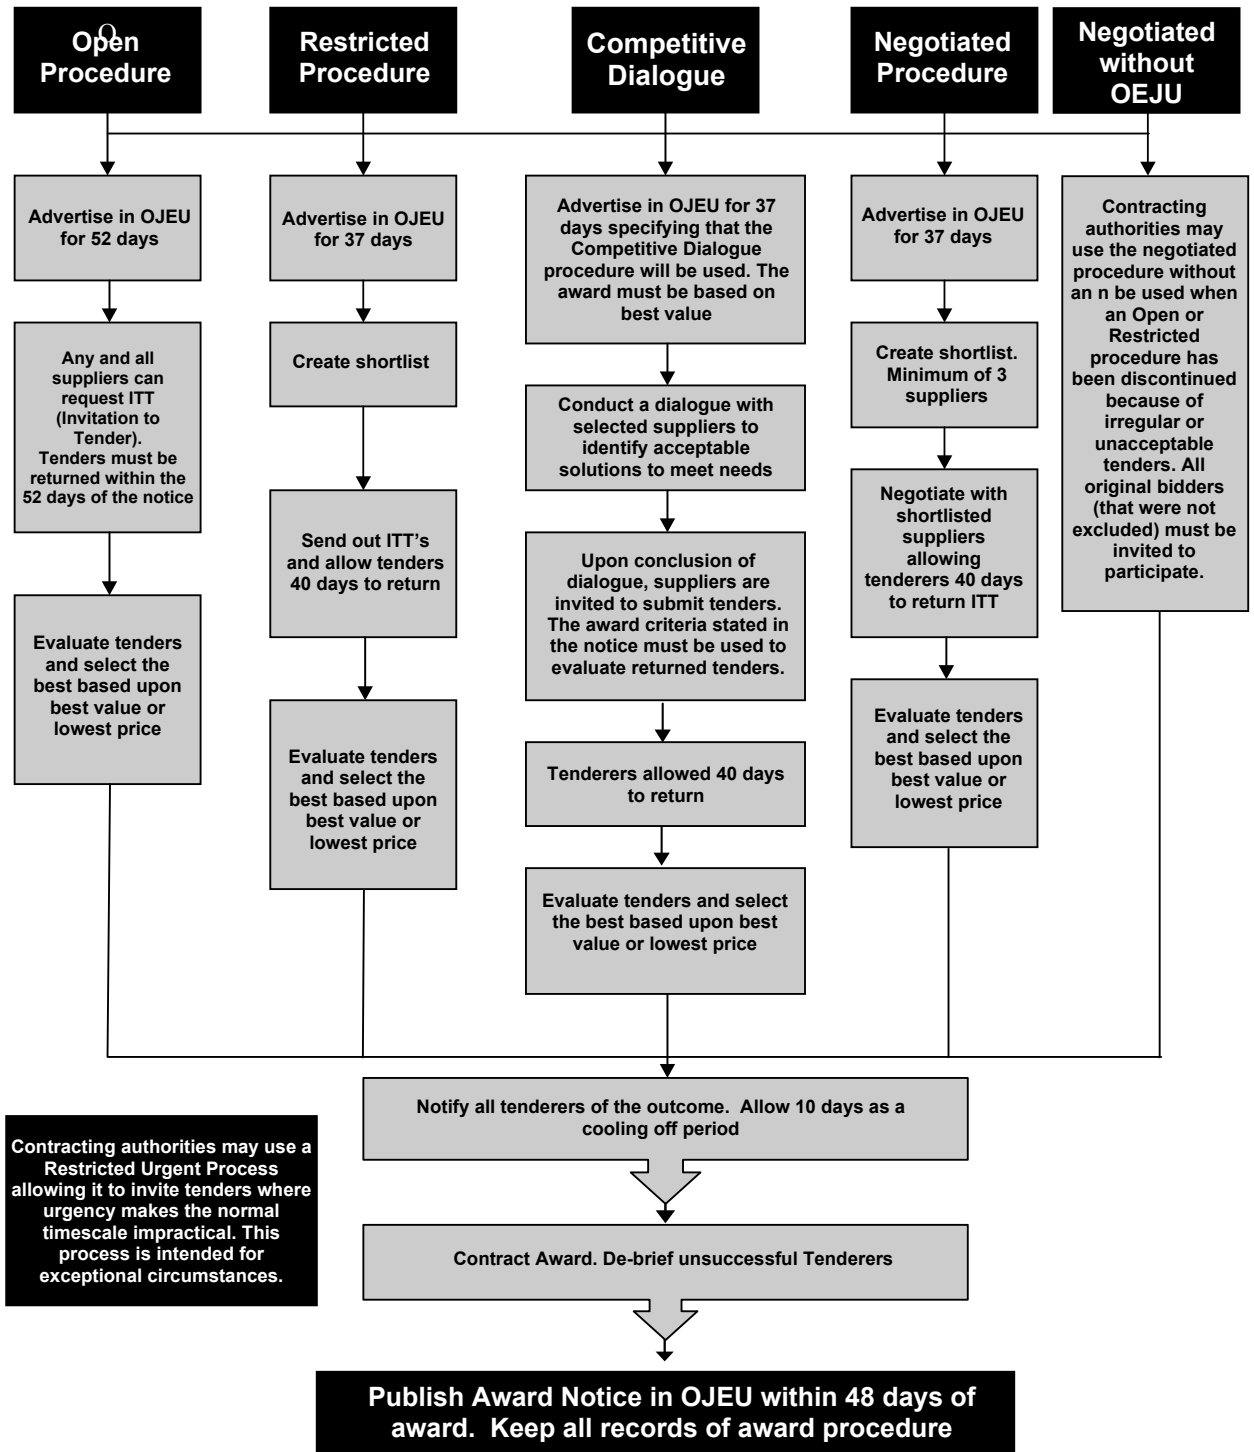 O
Open
Procedure
Restricted
Procedure
Competitive
Dialogue
Negotiated
Procedure
Negotiated
without
OEJU
Advertise in OJEU
for 52 days
Any and all
suppliers can
request ITT
(Invitation to
Tender).
Tenders must be
returned within the
52 days of the notice
Evaluate tenders
and select the
best based upon
best value or
lowest price
Advertise in OJEU
for 37 days
Create shortlist
Send out ITT’s
and allow tenders
40 days to return
Evaluate tenders
and select the
best based upon
best value or
lowest price
Advertise in OJEU for 37
days specifying that the
Competitive Dialogue
procedure will be used. The
award must be based on
best value
Conduct a dialogue with
selected suppliers to
identify acceptable
solutions to meet needs
Upon conclusion of
dialogue, suppliers are
invited to submit tenders.
The award criteria stated in
the notice must be used to
evaluate returned tenders.
Tenderers allowed 40 days
to return
Evaluate tenders and select
the best based upon best
value or lowest price
Advertise in OJEU
for 37 days
Create shortlist.
Minimum of 3
suppliers
Negotiate with
shortlisted
suppliers
allowing
tenderers 40 days
to return ITT
Evaluate tenders
and select the
best based upon
best value or
lowest price
Contracting
authorities may
use the negotiated
procedure without
an n be used when
an Open or
Restricted
procedure has
been discontinued
because of
irregular or
unacceptable
tenders. All
original bidders
(that were not
excluded) must be
invited to
participate.
Notify all tenderers of the outcome. Allow 10 days as a
cooling off period
Contracting authorities may use a
Restricted Urgent Process
allowing it to invite tenders where
urgency makes the normal
timescale impractical. This
process is intended for
exceptional circumstances.
Contract Award. De-brief unsuccessful Tenderers
Publish Award Notice in OJEU within 48 days of
award. Keep all records of award procedure